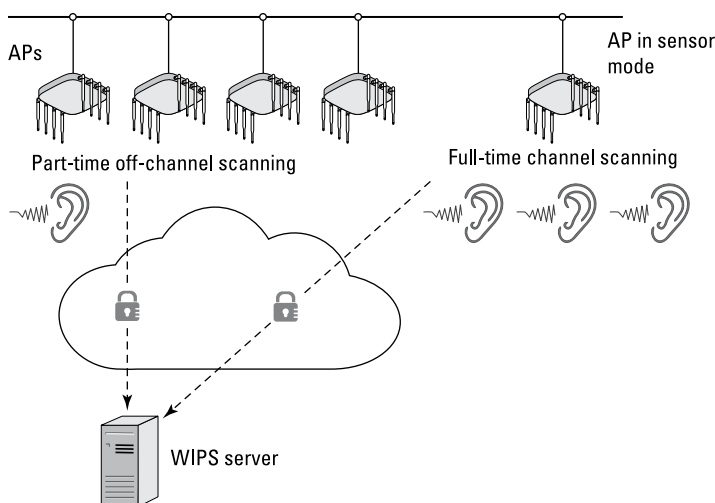 APs
AP in sensor
mode
Part-time off-channel scanning
Full-time channel scanning
WIPS server